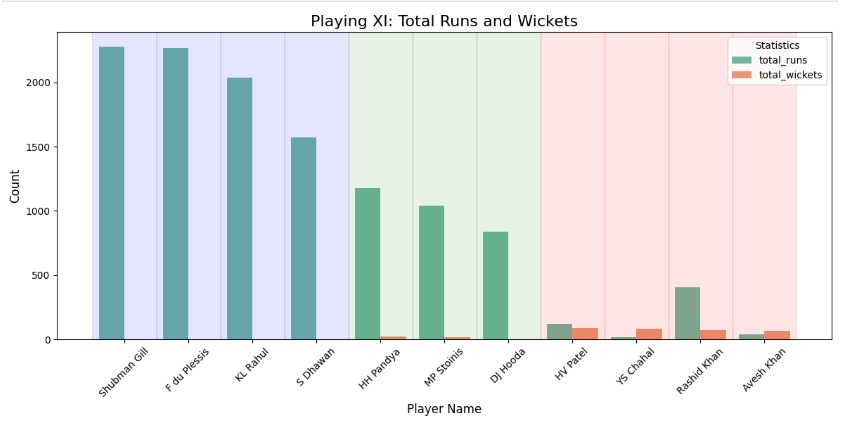 Playing XI: Total Runs and Wickets
Statistics
total_runs
total_wickets
Count
2000
1500
1000
500
0
Shubman Gill
F du Plessis
KL Rahul
S Dhawan
HH Pandya
MP Stoinis
DJ Hooda
HV Patel
YS Chahal
Rashid Khan
Avesh Khan
Player Name